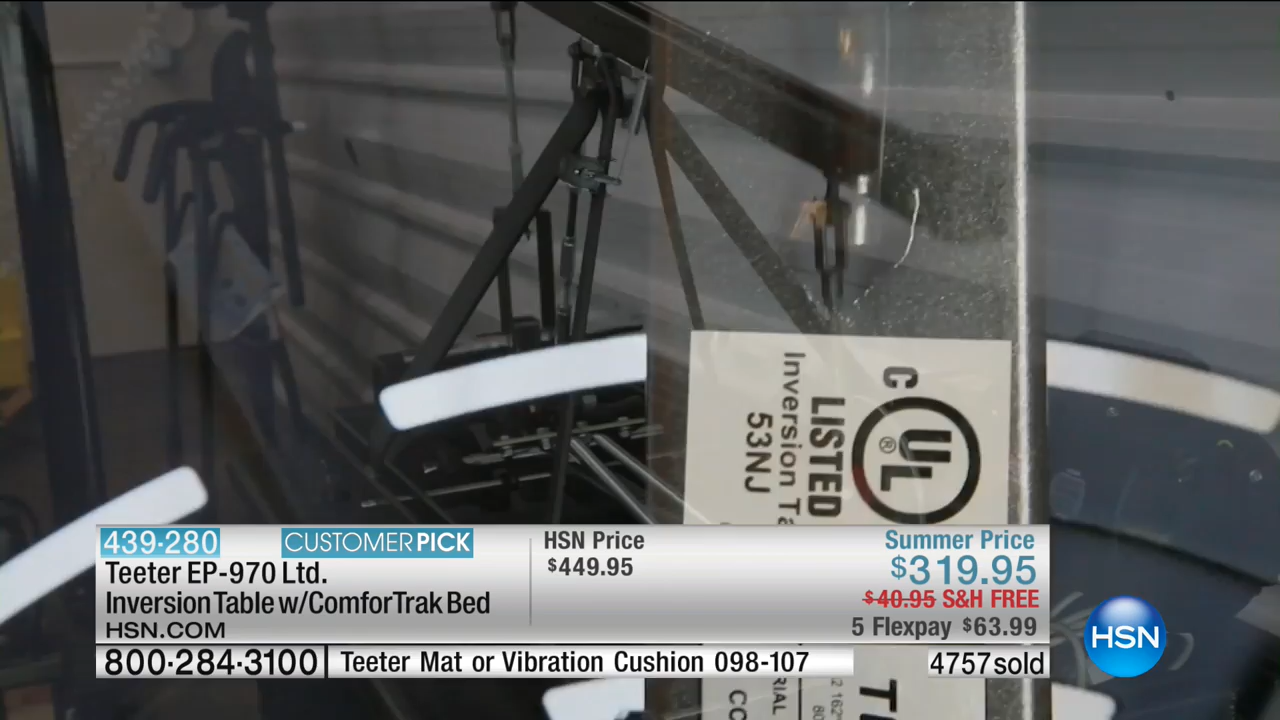 C
UL
®
LISTED
Inversion
53NJ
439·280
CUSTOMER PICK
Teeter EP-970 Ltd.
Inversion Table w/ComforTrak Bed
HSN.COM
HSN Price
$449.95
Summer Price
$319.95
$40.95 S&H FREE
5 Flexpay $63.99
HSN
800·284·3100
Teeter Mat or Vibration Cushion 098-107
4757 sold